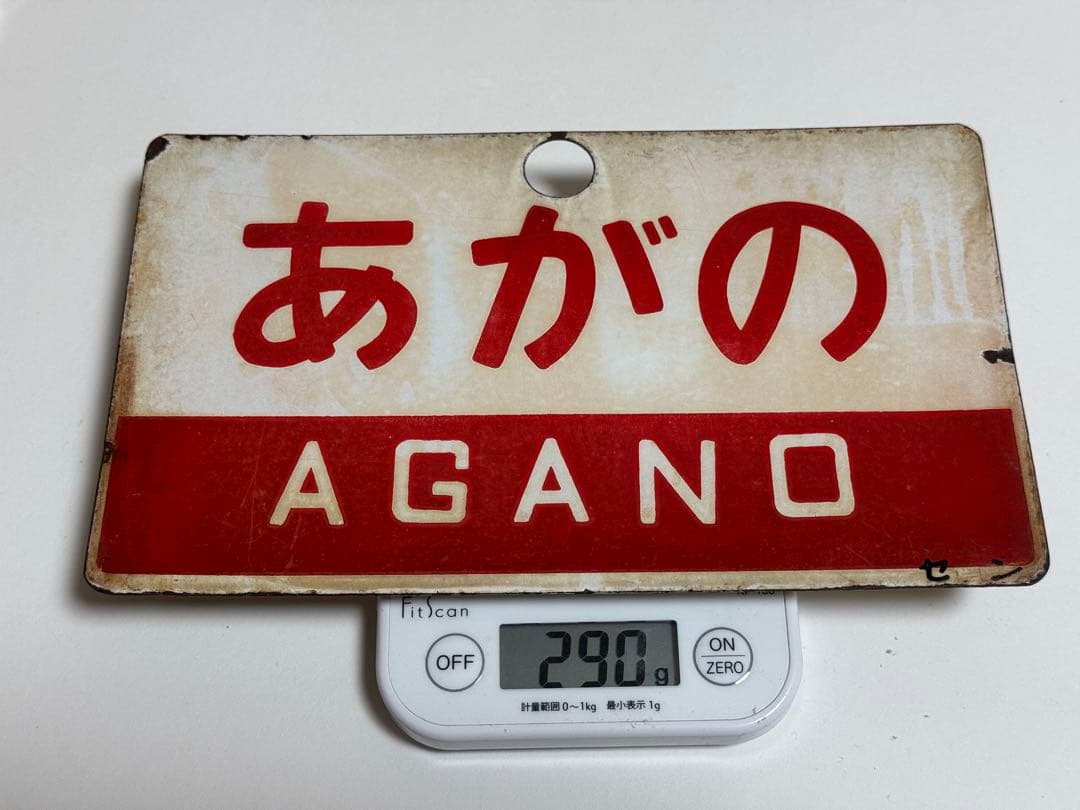 あがの
AGANO
セン
FitScan
OFF
290g
ON
ZERO
計量範囲 0〜1kg 最小表示 1g